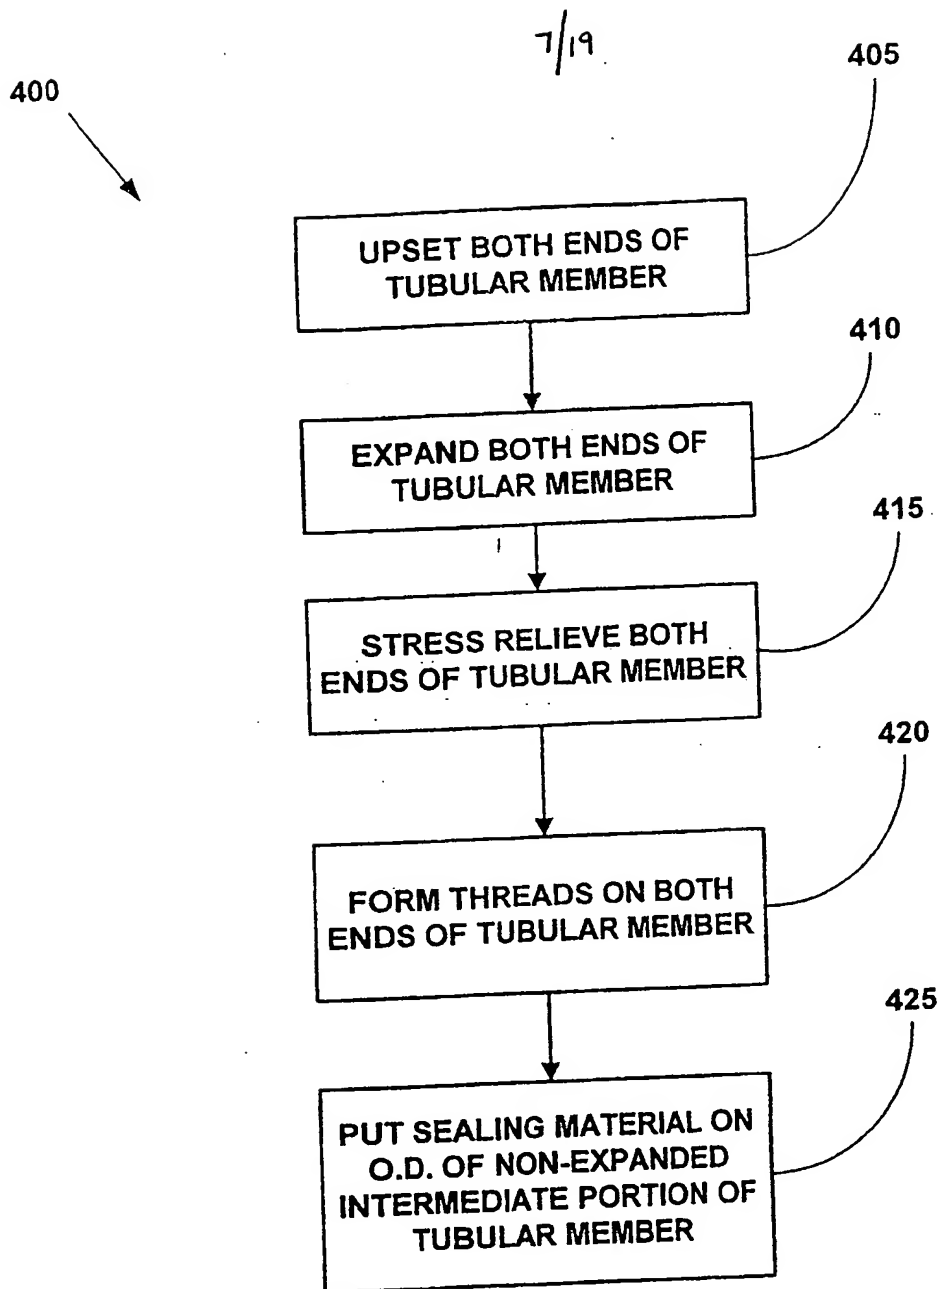 7/19
405
400
UPSET BOTH ENDS OF
TUBULAR MEMBER
410
EXPAND BOTH ENDS OF
TUBULAR MEMBER
415
STRESS RELIEVE BOTH
ENDS OF TUBULAR MEMBER
420
FORM THREADS ON BOTH
ENDS OF TUBULAR MEMBER
425
PUT SEALING MATERIAL ON
O.D. OF NON-EXPANDED
INTERMEDIATE PORTION OF
TUBULAR MEMBER